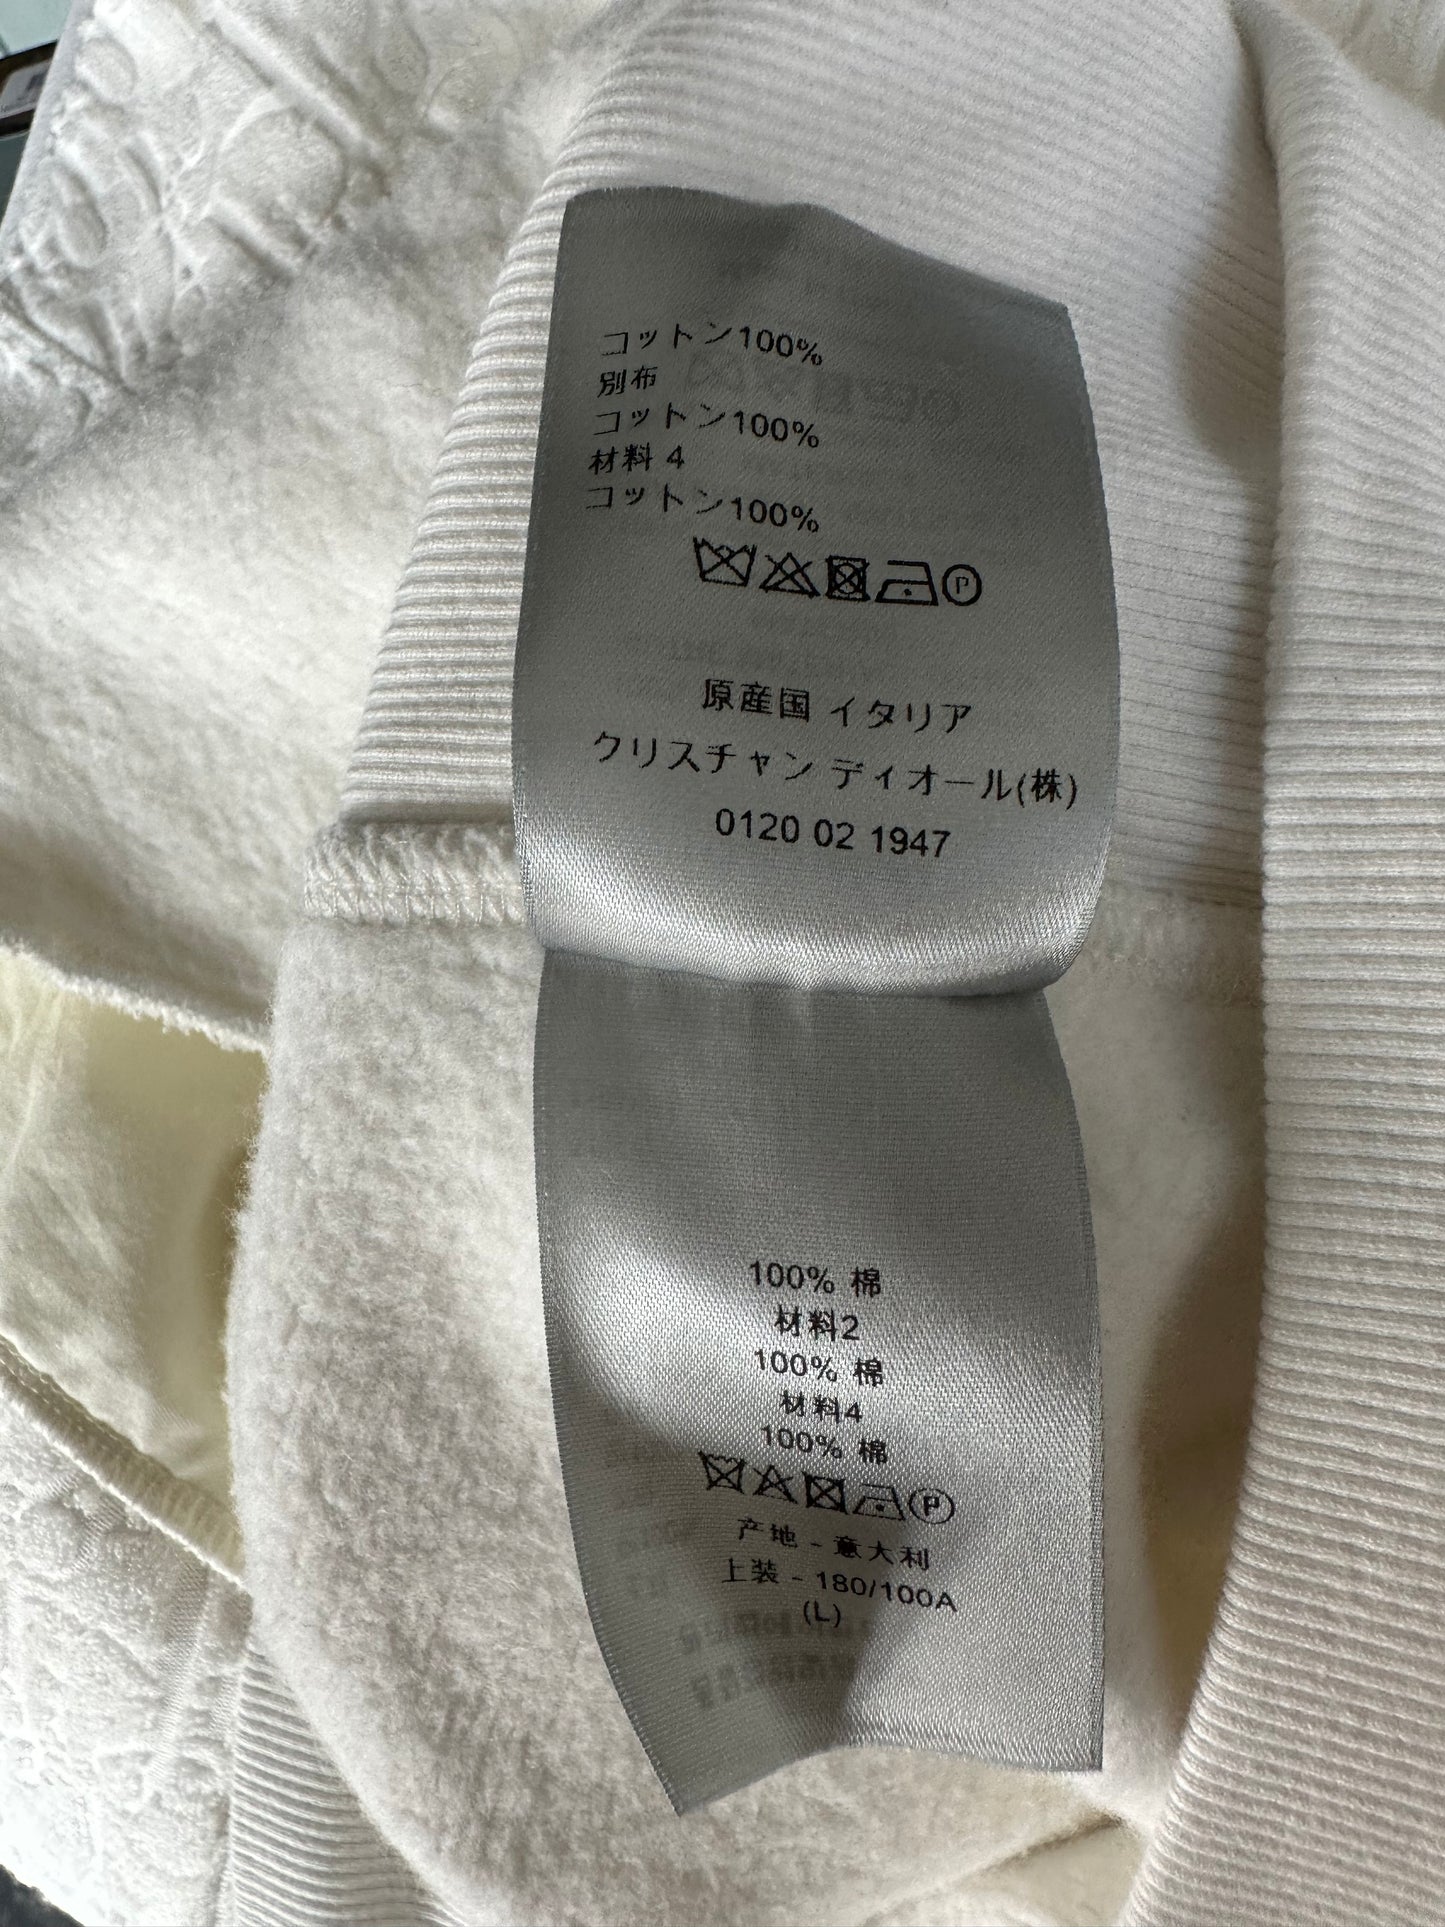 コットン100%
別布
コットン100%
材料 4
コットン100%
P
原産国 イタリア
クリスチャン ディオール(株)
0120 02 1947
100% 棉
材料2
100% 棉
材料4
100% 棉
P
产地 - 意大利
上装 - 180/100A
(L)